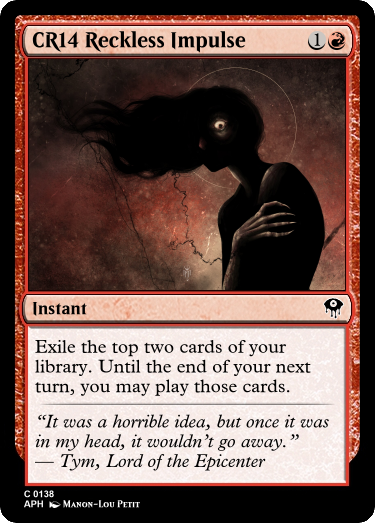 CR14 Reckless Impulse 1
Instant
Exile the top two cards of your
library. Until the end of your next
turn, you may play those cards.
“It was a horrible idea, but once it was
in my head, it wouldn’t go away.”
— Tym, Lord of the Epicenter
C 0138
APH Manon-Lou Petit